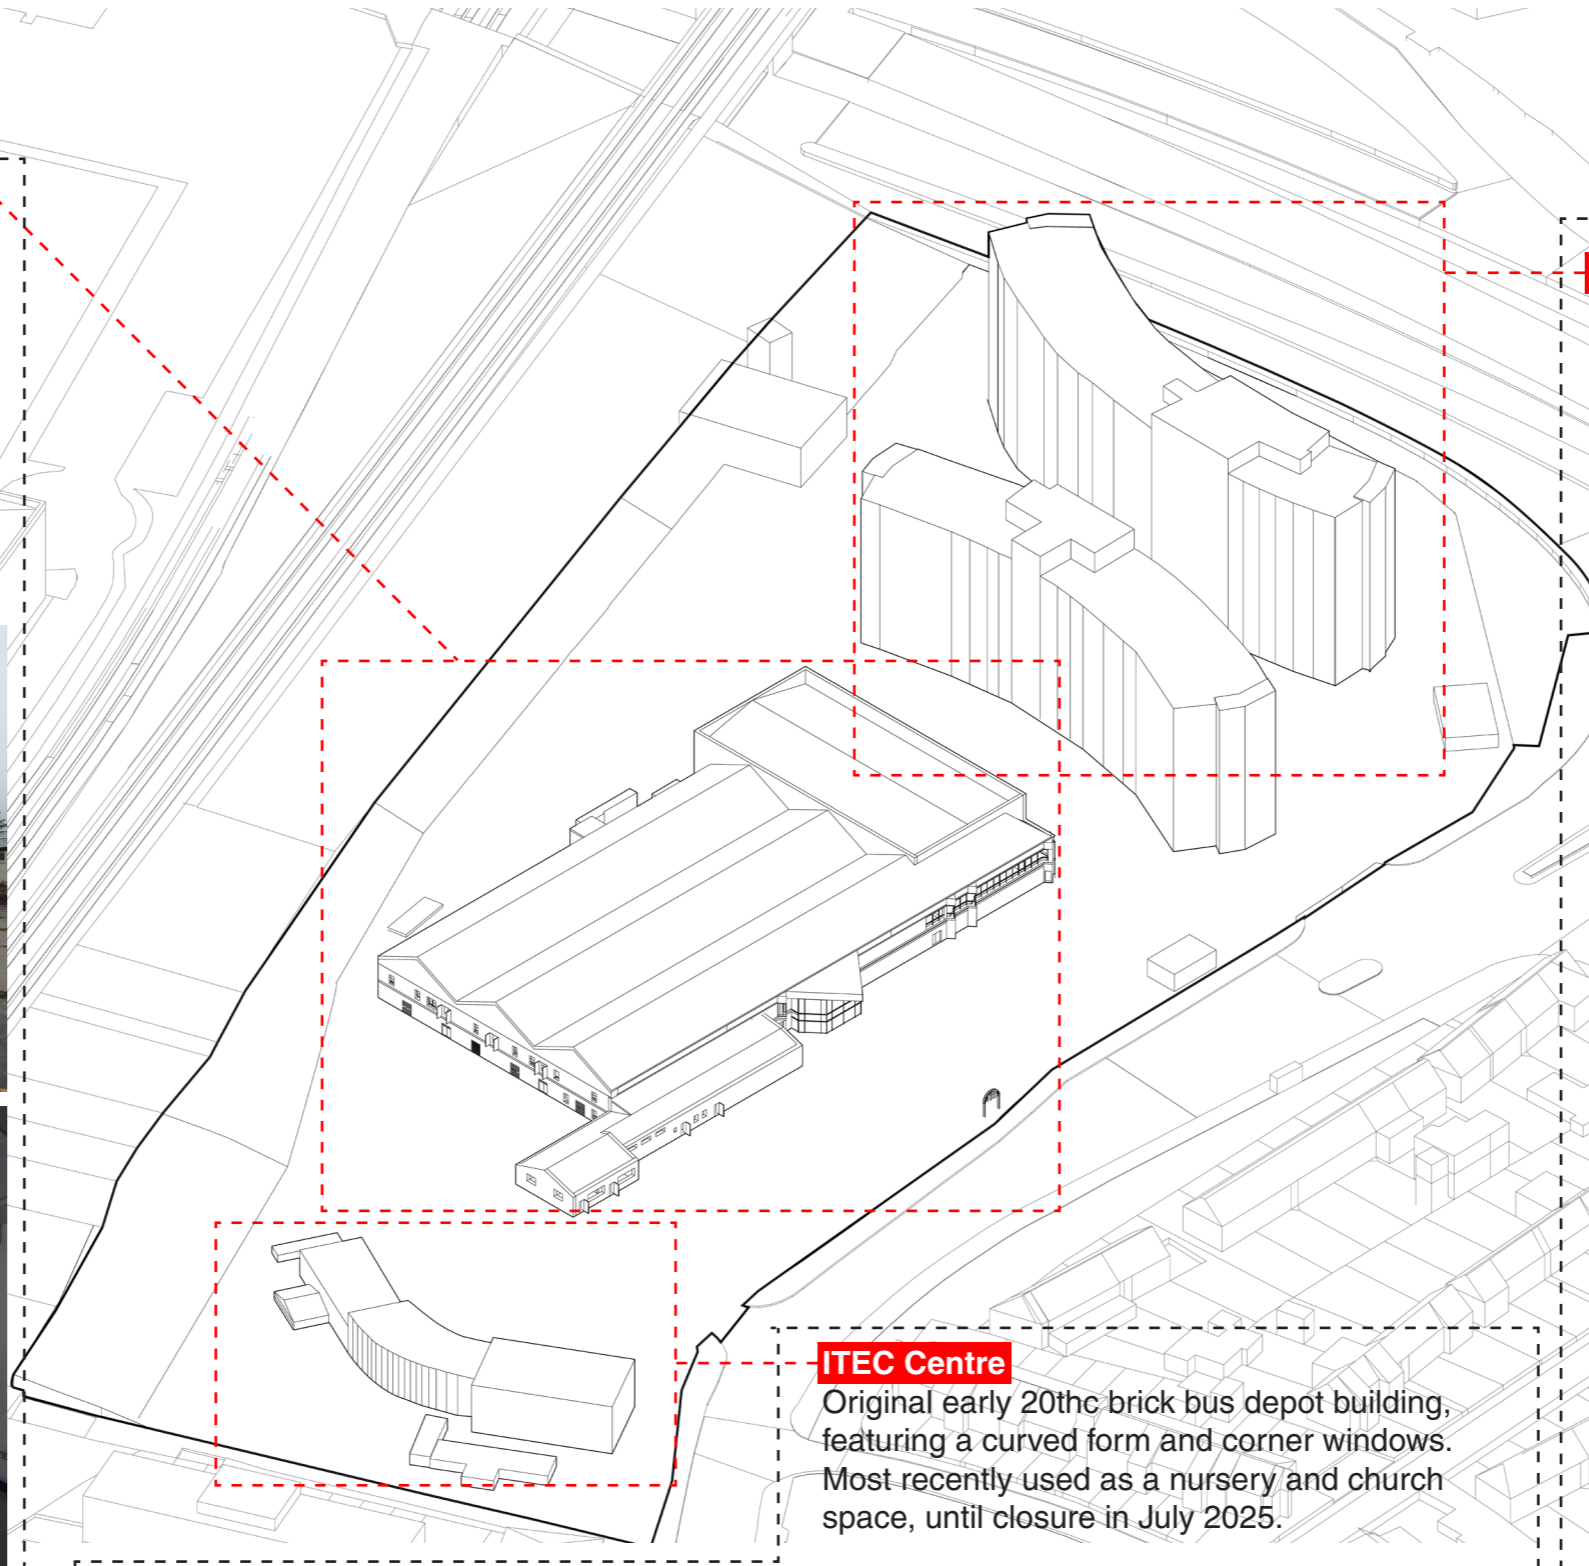 ITEC Centre
Original early 20thc brick bus depot building,
featuring a curved form and corner windows.
Most recently used as a nursery and church
space, until closure in July 2025.